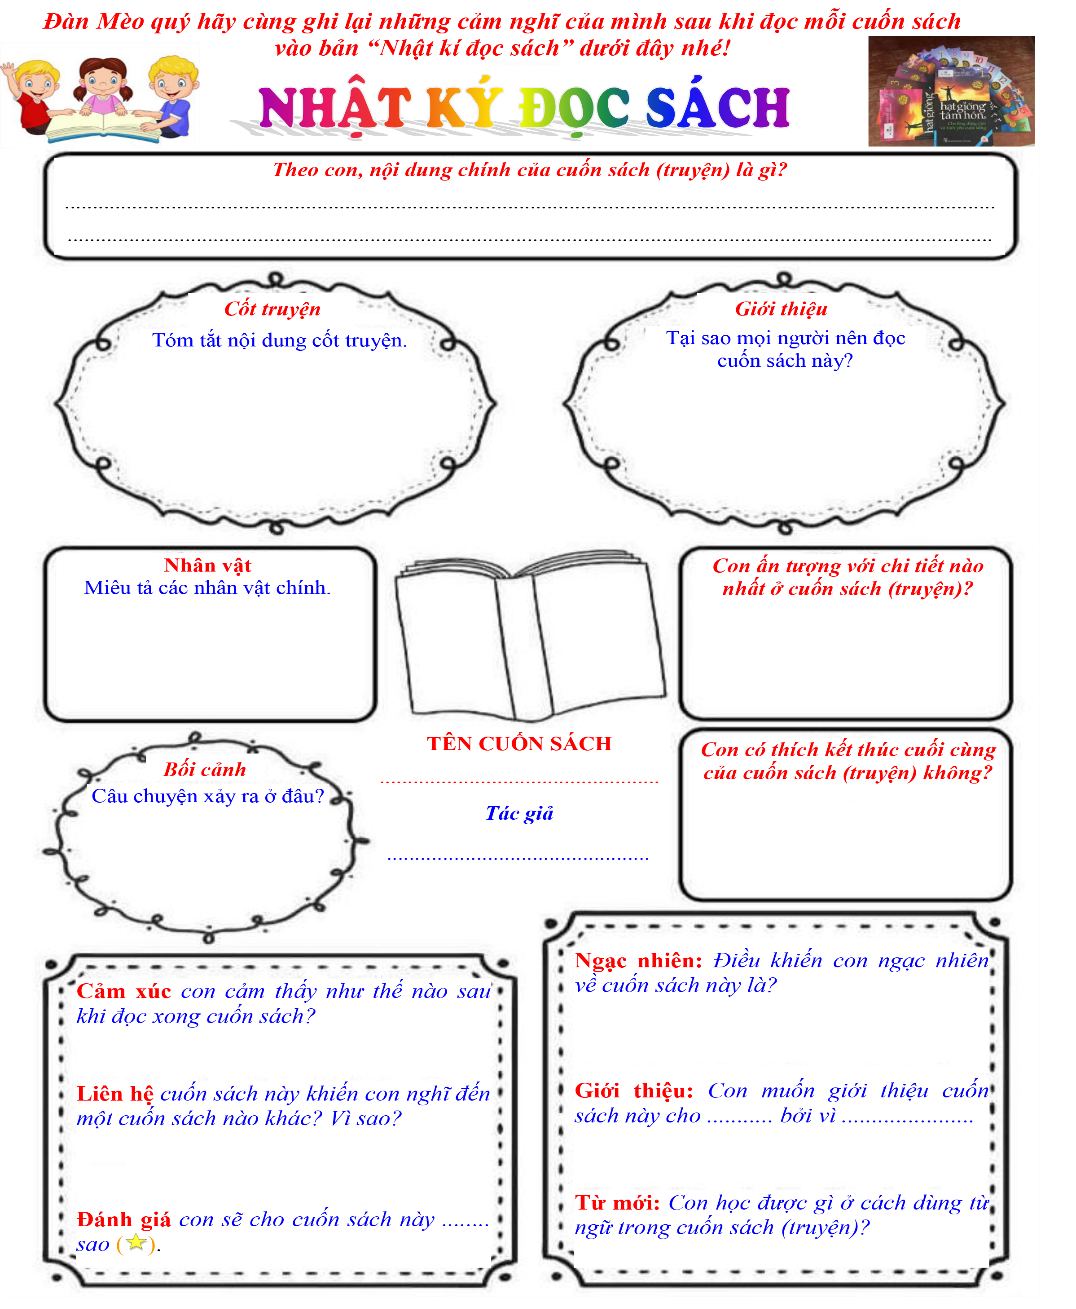 Đàn Mèo quý hãy cùng ghi lại những cảm nghĩ của mình sau khi đọc mỗi cuốn sách
vào bản “Nhật kí đọc sách” dưới đây nhé!
NHẬT KÝ ĐỌC SÁCH
hạt giống
tâm hồn
Theo con, nội dung chính của cuốn sách (truyện) là gì?
Cốt truyện
Tóm tắt nội dung cốt truyện.
Giới thiệu
Tại sao mọi người nên đọc
cuốn sách này?
Nhân vật
Miêu tả các nhân vật chính.
Con ấn tượng với chi tiết nào
nhất ở cuốn sách (truyện)?
TÊN CUỐN SÁCH
Tác giả
Bối cảnh
Câu chuyện xảy ra ở đâu?
Con có thích kết thúc cuối cùng
của cuốn sách (truyện) không?
Cảm xúc con cảm thấy như thế nào sau
khi đọc xong cuốn sách?
Liên hệ cuốn sách này khiến con nghĩ đến
một cuốn sách nào khác? Vì sao?
Đánh giá con sẽ cho cuốn sách này ........
sao (⭐).
Ngạc nhiên: Điều khiến con ngạc nhiên
về cuốn sách này là?
Giới thiệu: Con muốn giới thiệu cuốn
sách này cho ........... bởi vì ......................
Từ mới: Con học được gì ở cách dùng từ
ngữ trong cuốn sách (truyện)?